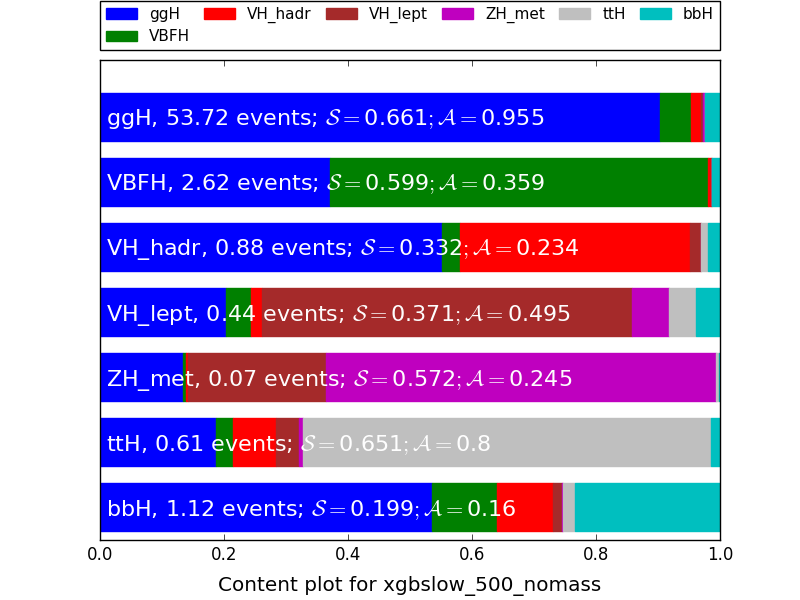 ggH VH_hadr VH_lept ZH_met ttH bbH
VBFH
ggH, 53.72 events; 𝒮 = 0.661; 𝒜 = 0.955
VBFH, 2.62 events; 𝒮 = 0.599; 𝒜 = 0.359
VH_hadr, 0.88 events; 𝒮 = 0.332; 𝒜 = 0.234
VH_lept, 0.44 events; 𝒮 = 0.371; 𝒜 = 0.495
ZH_met, 0.07 events; 𝒮 = 0.572; 𝒜 = 0.245
ttH, 0.61 events; 𝒮 = 0.651; 𝒜 = 0.8
bbH, 1.12 events; 𝒮 = 0.199; 𝒜 = 0.16
0.0 0.2 0.4 0.6 0.8 1.0
Content plot for xgbslow_500_nomass